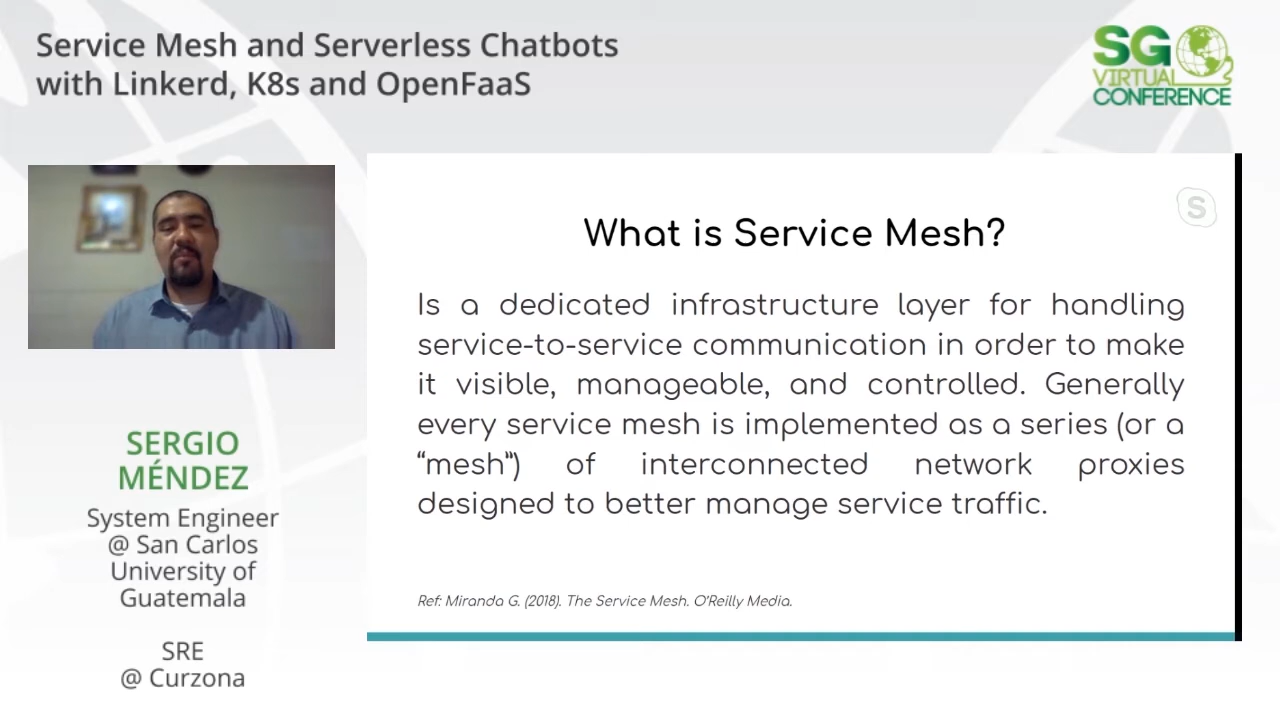 Service Mesh and Serverless Chatbots
with Linkerd, K8s and OpenFaaS
SG
VIRTUAL
CONFERENCE
SERGIO
MÉNDEZ
System Engineer
@ San Carlos
University of
Guatemala
SRE
@ Curzona
S
What is Service Mesh?
Is a dedicated infrastructure layer for handling
service-to-service communication in order to make
it visible, manageable, and controlled. Generally
every service mesh is implemented as a series (or a
“mesh”) of interconnected network proxies
designed to better manage service traffic.
Ref: Miranda G. (2018). The Service Mesh. O'Reilly Media.